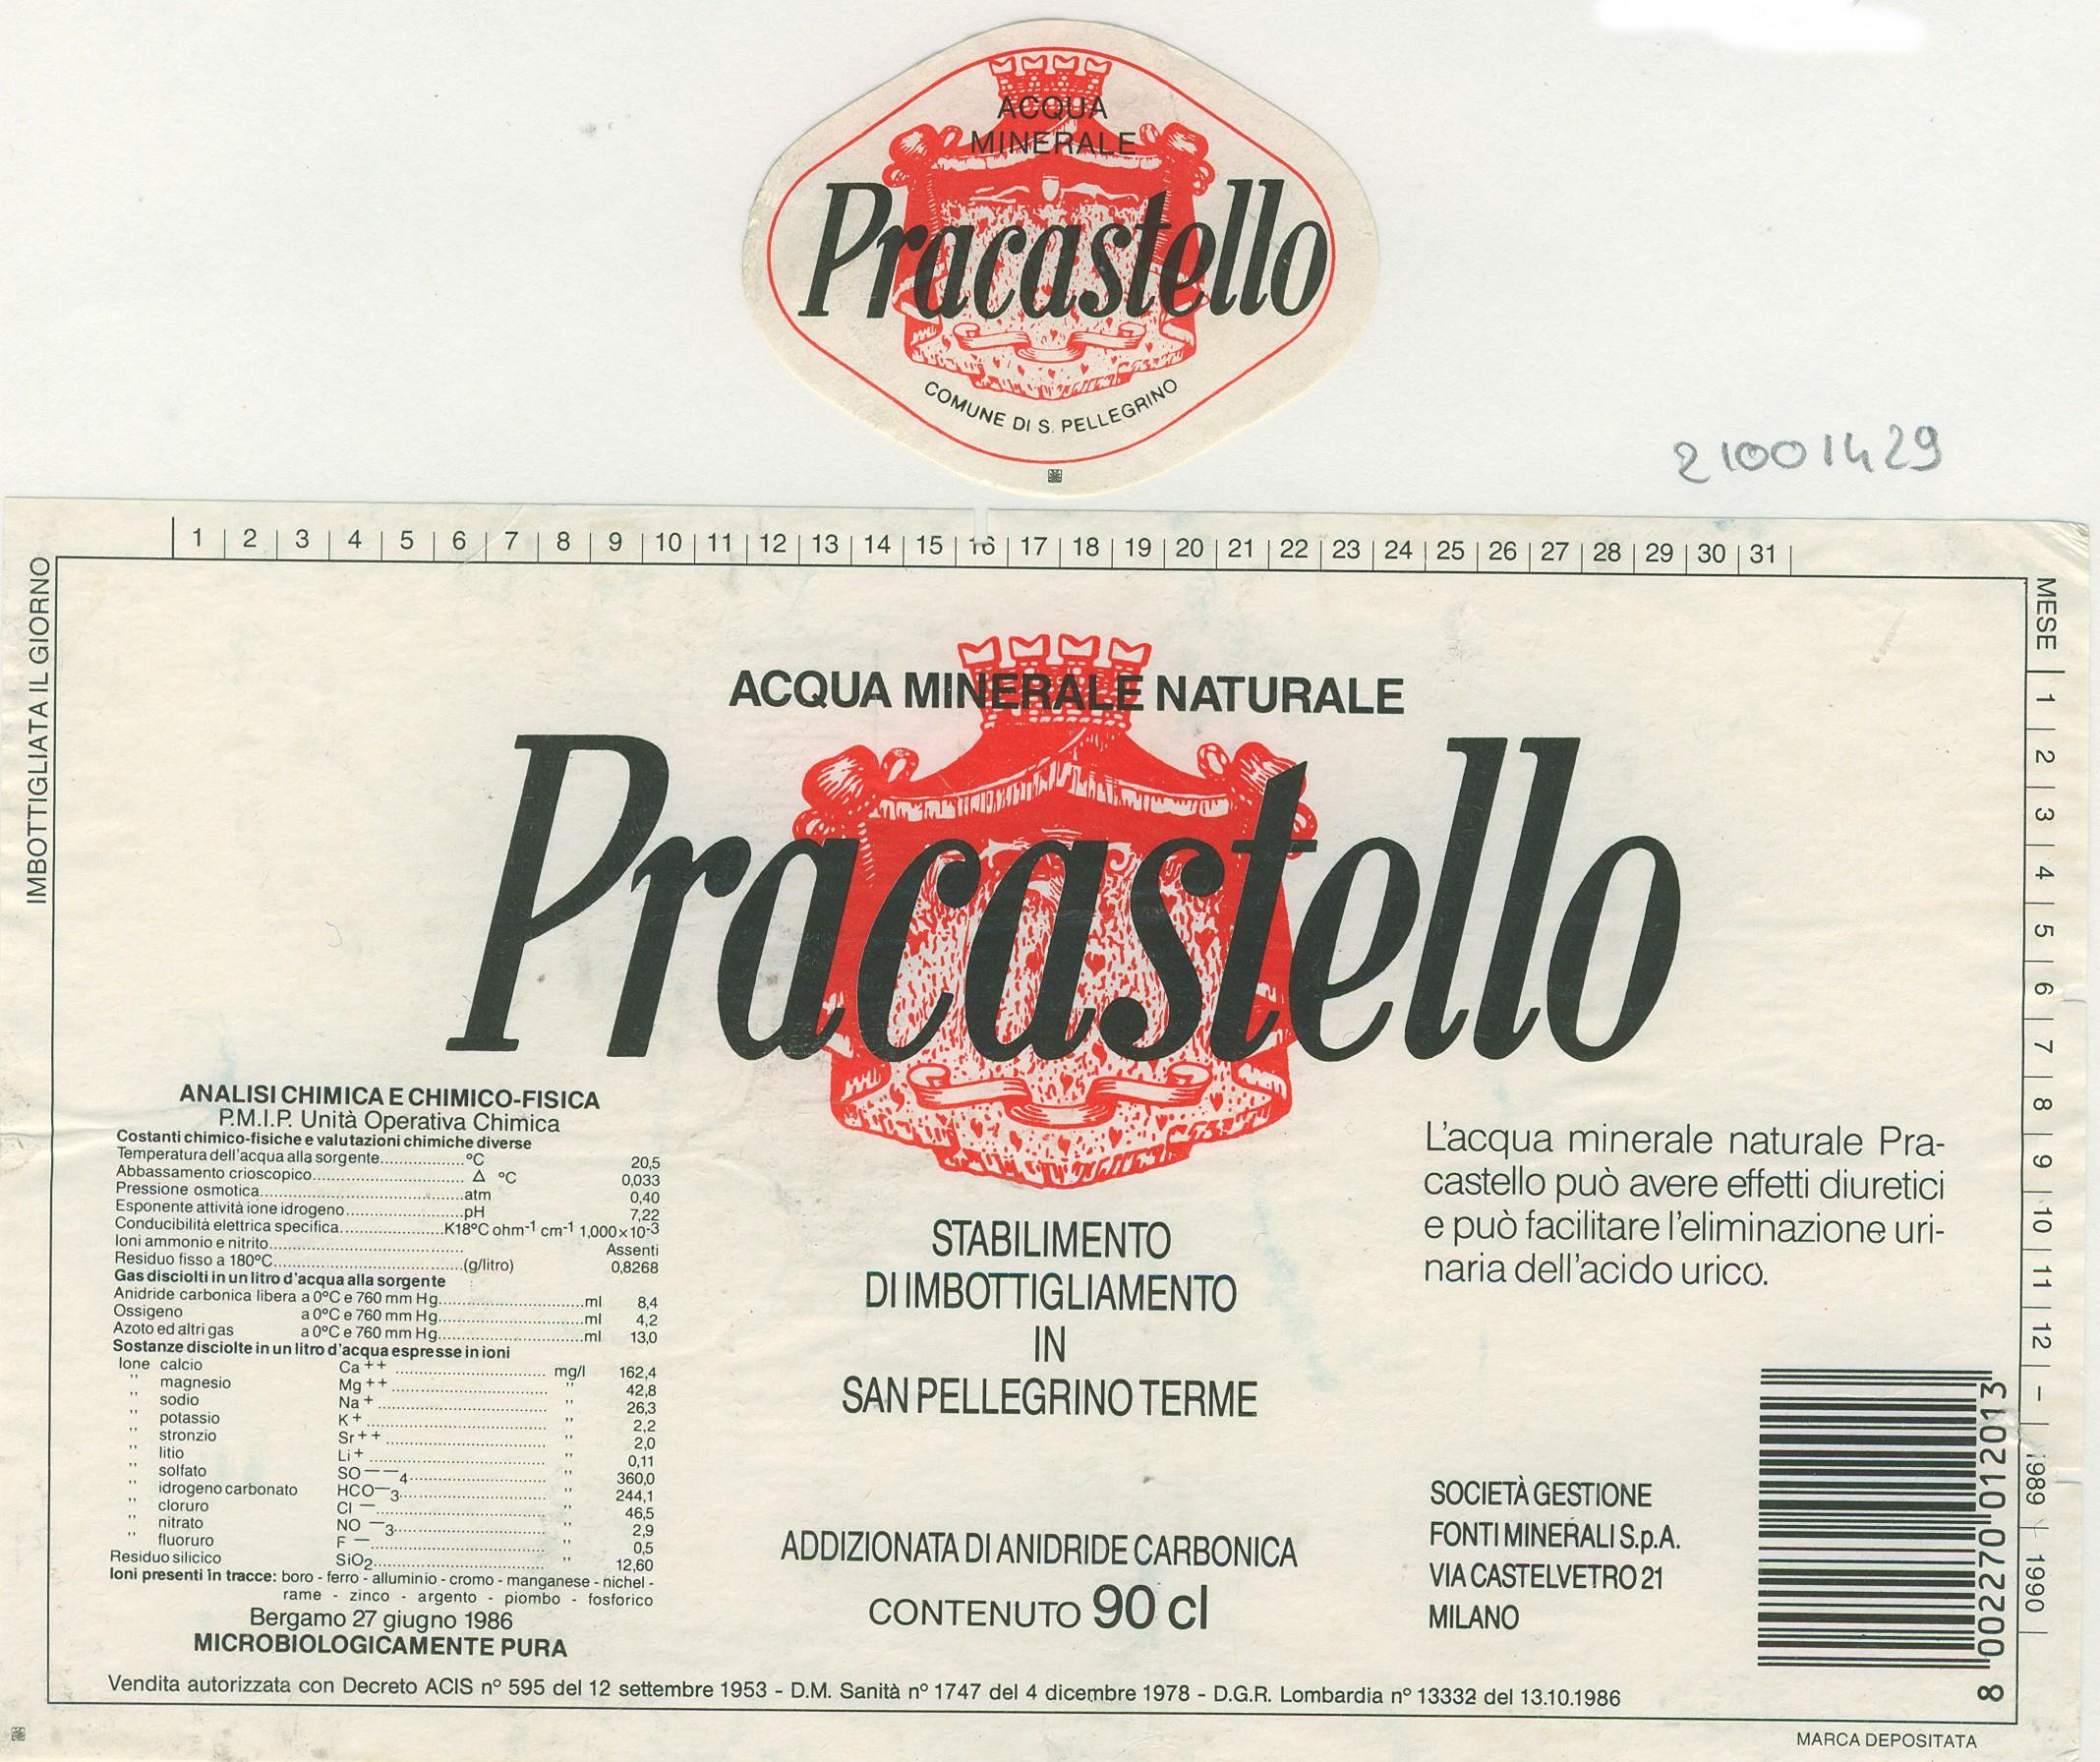 ACQUA
MINERALE
Pracastello
COMUNE DI S. PELLEGRINO
21001429
1 2 3 4 5 6 7 8 9 10 11 12 13 14 15 16 17 18 19 20 21 22 23 24 25 26 27 28 29 30 31
IMBOTTIGLIATA IL GIORNO
MESE 1 2 3 4 5 6 7 8 9 10 11 12 - 1989 1990
ACQUA MINERALE NATURALE
Pracastello
ANALISI CHIMICA E CHIMICO-FISICA
P.M.I.P. Unità Operativa Chimica
Costanti chimico-fisiche e valutazioni chimiche diverse
Temperatura dell'acqua alla sorgente.................°C 20,5
Abbassamento crioscopico................. Δ °C 0,033
Pressione osmotica.................atm 0,40
Esponente attività ione idrogeno.................pH 7,22
Conducibilità elettrica specifica.................K18°C ohm-1 cm-1 1,000×10-3
Ioni ammonio e nitrito................. Assenti
Residuo fisso a 180°C.................(g/litro) 0,8268
Gas disciolti in un litro d'acqua alla sorgente
Anidride carbonica libera a 0°C e 760 mm Hg.................ml 8,4
Ossigeno a 0°C e 760 mm Hg.................ml 4,2
Azoto ed altri gas a 0°C e 760 mm Hg.................ml 13,0
Sostanze disciolte in un litro d'acqua espresse in ioni
Ione calcio Ca++ ................. mg/l 162,4
" magnesio Mg++ ................. " 42,8
" sodio Na+ ................. " 26,3
" potassio K+ ................. " 2,2
" stronzio Sr++ ................. " 2,0
" litio Li+ ................. " 0,11
" solfato SO--4 ................. " 360,0
" idrogeno carbonato HCO-3 ................. " 244,1
" cloruro Cl- ................. " 46,5
" nitrato NO-3 ................. " 2,9
" fluoruro F- ................. " 0,5
Residuo silicico SiO2 ................. " 12,60
Ioni presenti in tracce: boro - ferro - alluminio - cromo - manganese - nichel -
rame - zinco - argento - piombo - fosforico
Bergamo 27 giugno 1986
MICROBIOLOGICAMENTE PURA
STABILIMENTO
DI IMBOTTIGLIAMENTO
IN
SAN PELLEGRINO TERME
ADDIZIONATA DI ANIDRIDE CARBONICA
CONTENUTO 90 cl
L'acqua minerale naturale Pra-
castello può avere effetti diuretici
e può facilitare l'eliminazione uri-
naria dell'acido urico.
SOCIETÀ GESTIONE
FONTI MINERALI S.p.A.
VIA CASTELVETRO 21
MILANO
8 002270 012013
Vendita autorizzata con Decreto ACIS n° 595 del 12 settembre 1953 - D.M. Sanità n° 1747 del 4 dicembre 1978 - D.G.R. Lombardia n° 13332 del 13.10.1986
MARCA DEPOSITATA